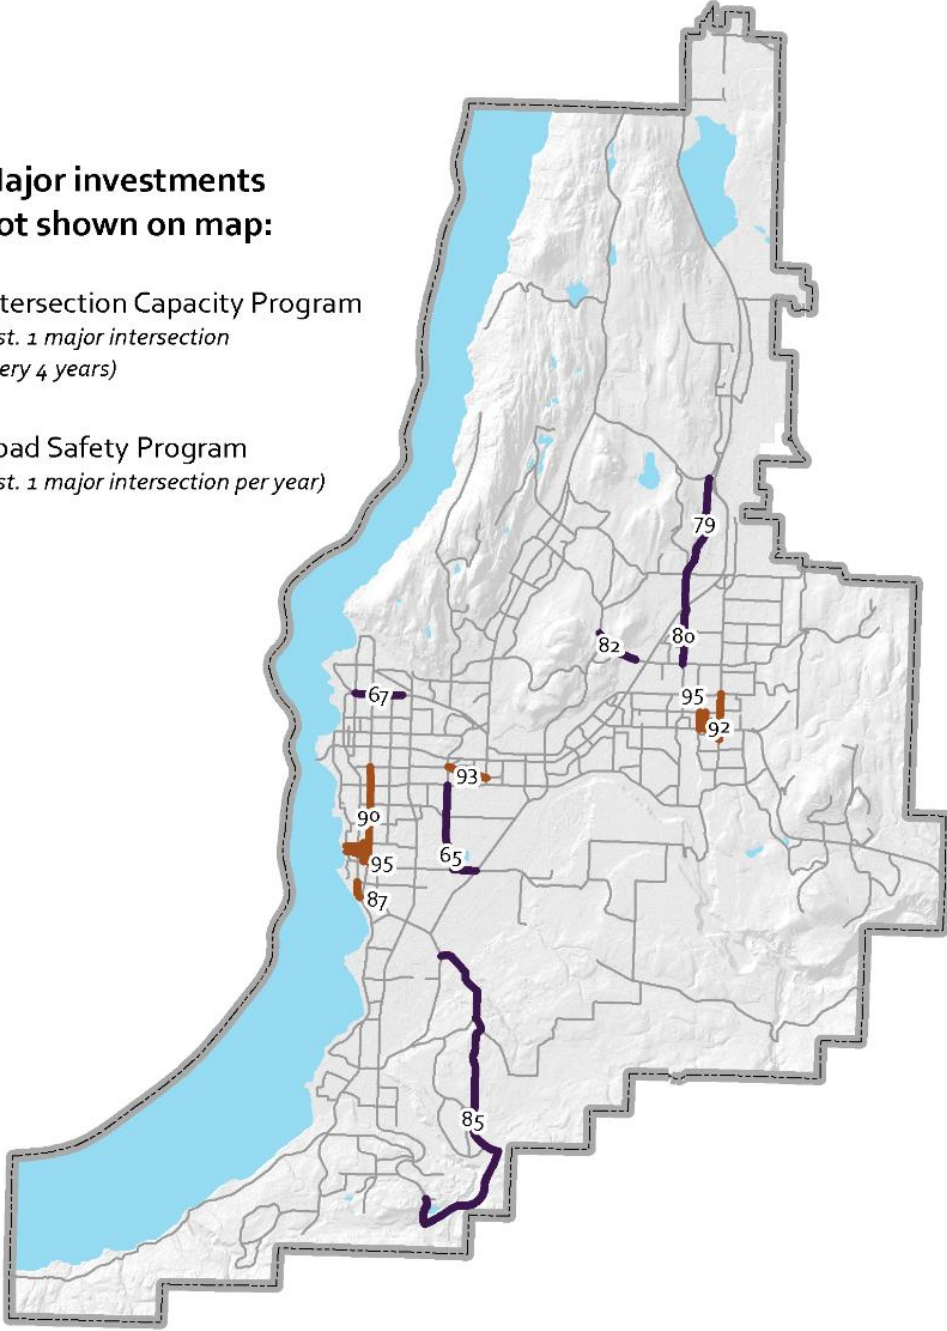 lajor investments
ot shown on map:
tersection Capacity Program
st. 1 major intersection
ery 4 years)
oad Safety Program
st. 1 major intersection per year)
79
80
82
95
67
92
93
90
65
95
87
85